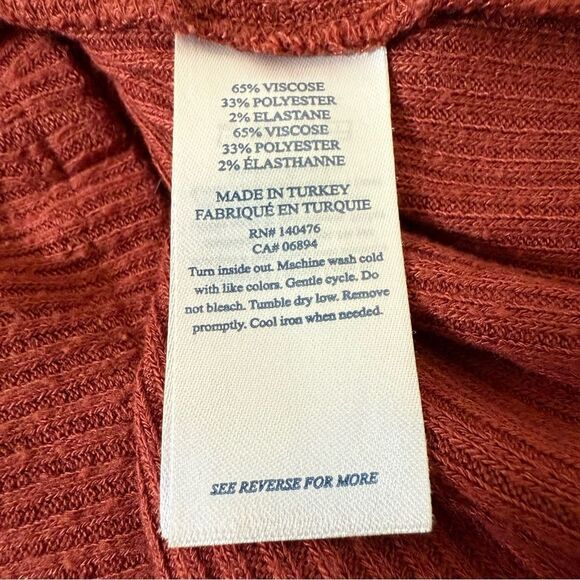 65% VISCOSE
33% POLYESTER
2% ELASTANE
65% VISCOSE
33% POLYESTER
2% ÉLASTHANNE
MADE IN TURKEY
FABRIQUÉ EN TURQUIE
RN# 140476
CA# 06894
Turn inside out. Machine wash cold
with like colors. Gentle cycle. Do
not bleach. Tumble dry low. Remove
promptly. Cool iron when needed.
SEE REVERSE FOR MORE